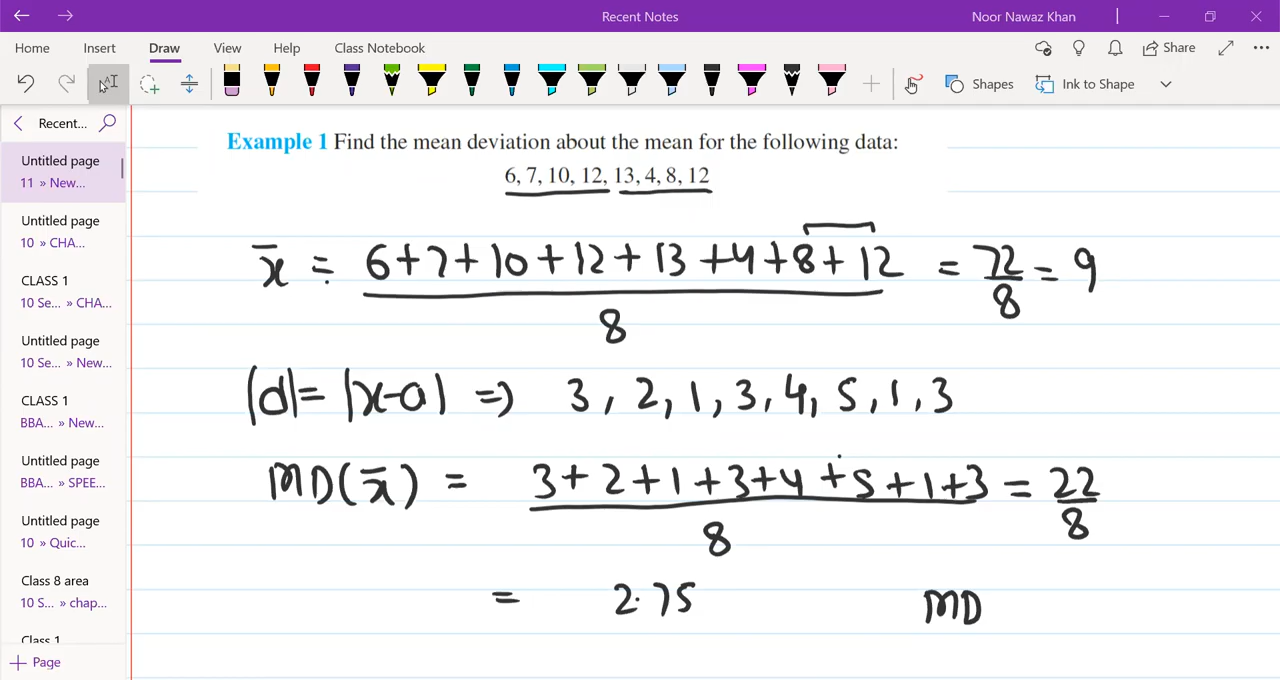 Recent Notes
Noor Nawaz Khan
Home Insert Draw View Help Class Notebook Share
Shapes Ink to Shape
Recent...
Untitled page
11 » New...
Untitled page
10 » CHA...
CLASS 1
10 Se... » CHA...
Untitled page
10 Se... » New...
CLASS 1
BBA... » New...
Untitled page
BBA... » SPEE...
Untitled page
10 » Quic...
Class 8 area
10 S... » chap...
Class 1
+ Page
Example 1 Find the mean deviation about the mean for the following data:
6, 7, 10, 12, 13, 4, 8, 12
x̄ = 6+7+10+12+13+4+8+12 / 8 = 72/8 = 9
|d| = |x-a| => 3, 2, 1, 3, 4, 5, 1, 3
MD(x̄) = 3+2+1+3+4+5+1+3 / 8 = 22/8
= 2.75 MD